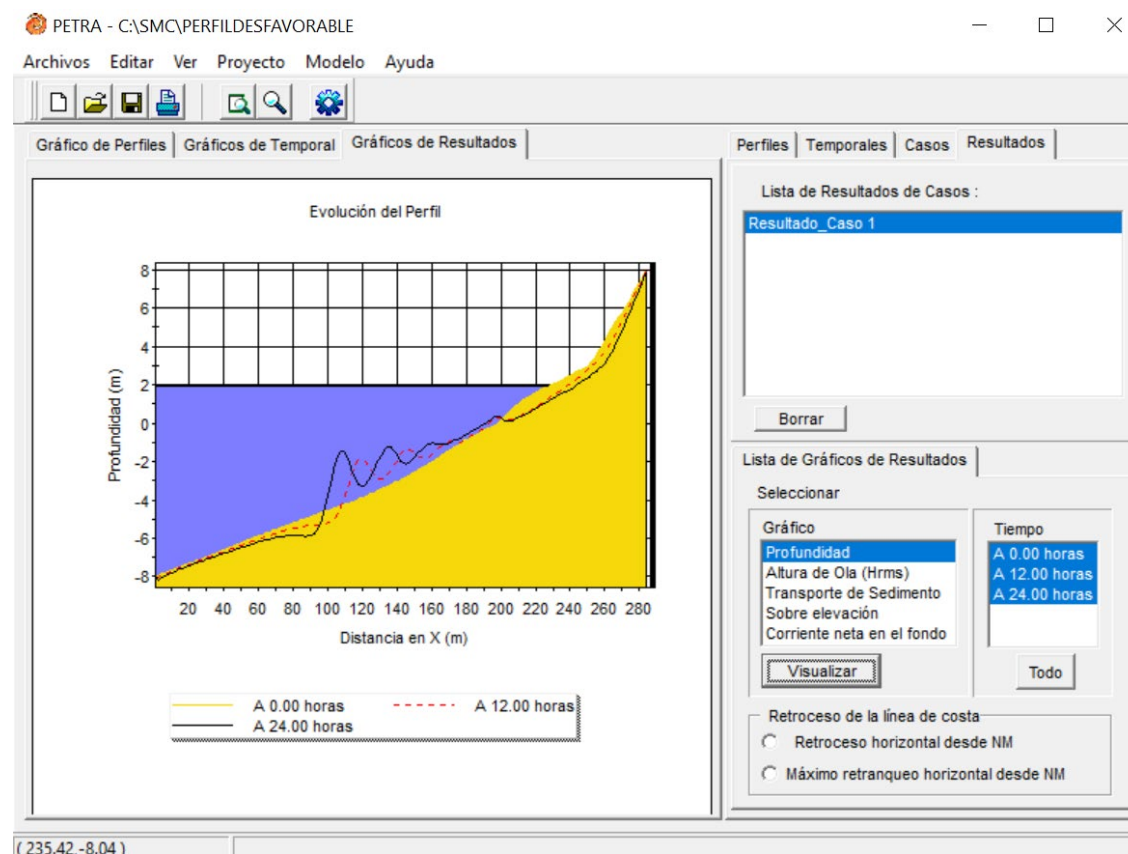 PETRA - C:\SMC\PERFILDESFAVORABLE
Archivos Editar Ver Proyecto Modelo Ayuda
Gráfico de Perfiles Gráficos de Temporal Gráficos de Resultados
Evolución del Perfil
Profundidad (m)
8
6
4
2
0
-2
-4
-6
-8
20 40 60 80 100 120 140 160 180 200 220 240 260 280
Distancia en X (m)
A 0.00 horas A 12.00 horas
A 24.00 horas
Perfiles Temporales Casos Resultados
Lista de Resultados de Casos :
Resultado_Caso 1
Borrar
Lista de Gráficos de Resultados
Seleccionar
Gráfico
Profundidad
Altura de Ola (Hrms)
Transporte de Sedimento
Sobre elevación
Corriente neta en el fondo
Visualizar
Tiempo
A 0.00 horas
A 12.00 horas
A 24.00 horas
Todo
Retroceso de la línea de costa
Retroceso horizontal desde NM
Máximo retranqueo horizontal desde NM
( 235.42,-8.04 )